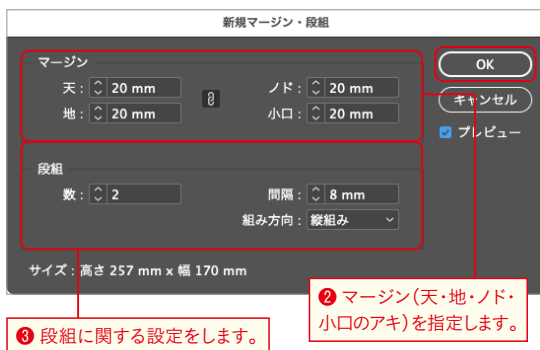 新規マージン・段組
マージン
天： 20 mm
ノド： 20 mm
地： 20 mm
小口： 20 mm
OK
キャンセル
プレビュー
段組
数： 2
間隔： 8 mm
組み方向： 縦組み
サイズ：高さ 257 mm x 幅 170 mm
❷ マージン（天・地・ノド・
小口のアキ）を指定します。
❸ 段組に関する設定をします。